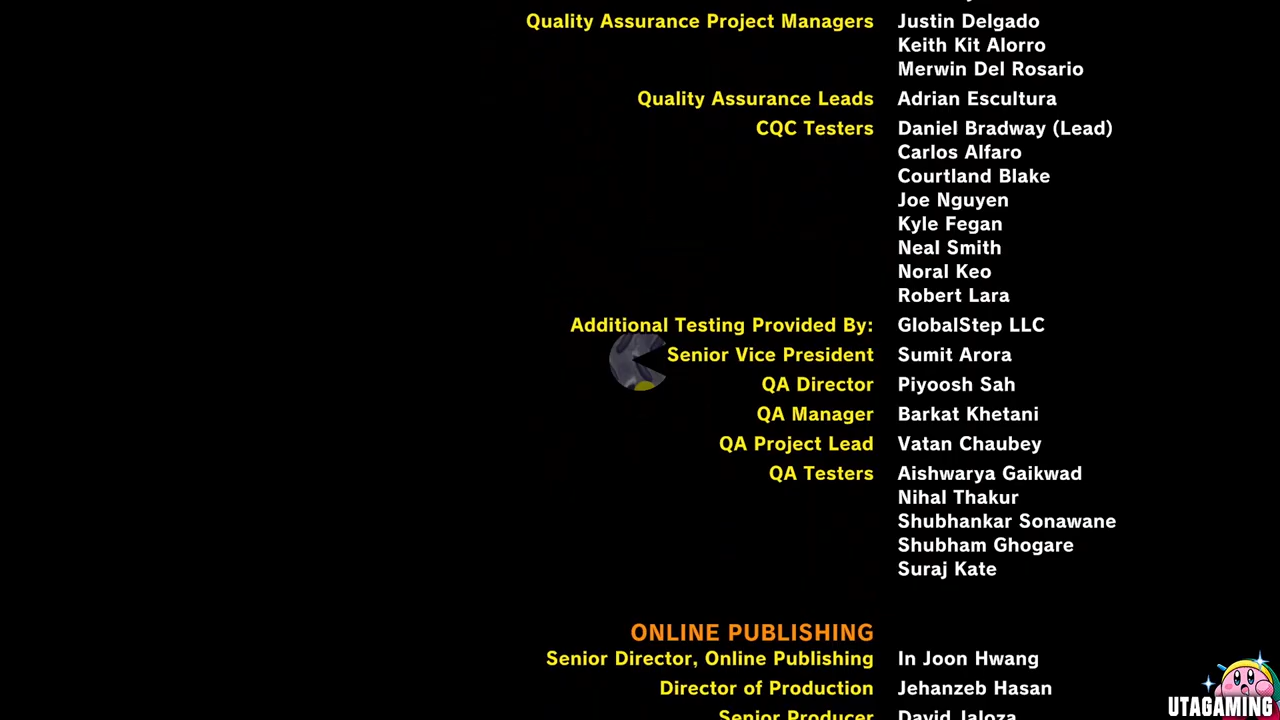 Quality Assurance Project Managers Justin Delgado
Keith Kit Alorro
Merwin Del Rosario
Quality Assurance Leads Adrian Escultura
CQC Testers Daniel Bradway (Lead)
Carlos Alfaro
Courtland Blake
Joe Nguyen
Kyle Fegan
Neal Smith
Noral Keo
Robert Lara
Additional Testing Provided By: GlobalStep LLC
Senior Vice President Sumit Arora
QA Director Piyoosh Sah
QA Manager Barkat Khetani
QA Project Lead Vatan Chaubey
QA Testers Aishwarya Gaikwad
Nihal Thakur
Shubhankar Sonawane
Shubham Ghogare
Suraj Kate
ONLINE PUBLISHING
Senior Director, Online Publishing In Joon Hwang
Director of Production Jehanzeb Hasan
Senior Producer David Jaloza
UTAGAMING